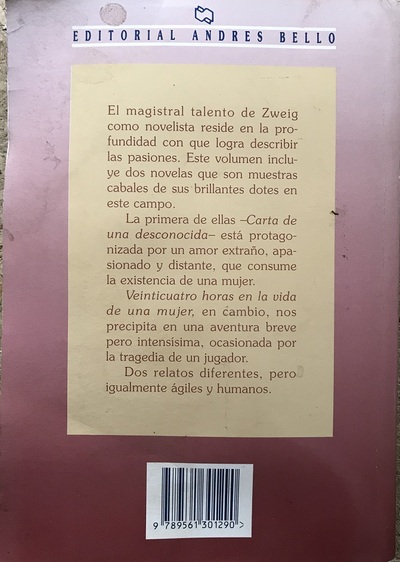 EDITORIAL ANDRES BELLO
El magistral talento de Zweig
como novelista reside en la pro-
fundidad con que logra describir
las pasiones. Este volumen inclu-
ye dos novelas que son muestras
cabales de sus brillantes dotes en
este campo.
La primera de ellas –Carta de
una desconocida– está protago-
nizada por un amor extraño, apa-
sionado y distante, que consume
la existencia de una mujer.
Veinticuatro horas en la vida
de una mujer, en cambio, nos
precipita en una aventura breve
pero intensísima, ocasionada por
la tragedia de un jugador.
Dos relatos diferentes, pero
igualmente ágiles y humanos.
9 789561 301290 >